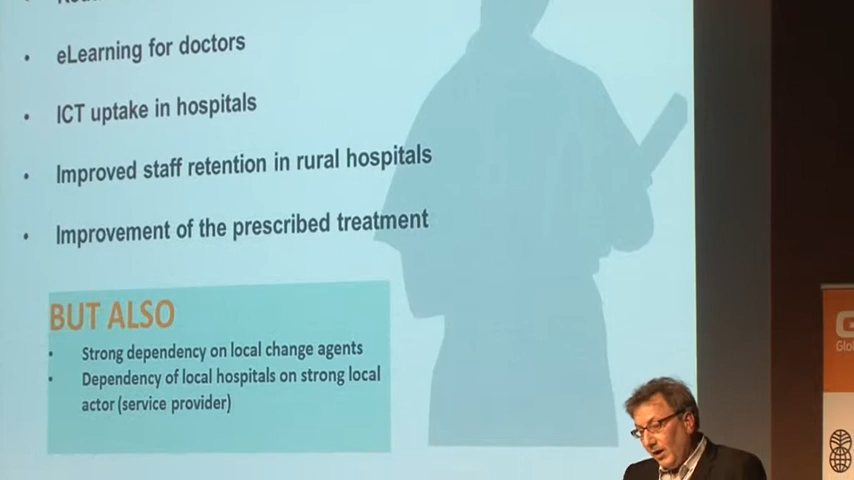 eLearning for doctors
ICT uptake in hospitals
Improved staff retention in rural hospitals
Improvement of the prescribed treatment
BUT ALSO
Strong dependency on local change agents
Dependency of local hospitals on strong local
actor (service provider)